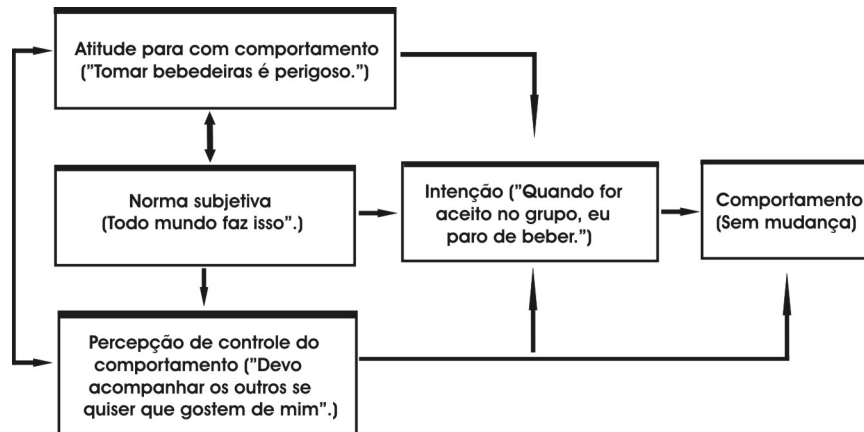 Atitude para com comportamento
("Tomar bebedeiras é perigoso.")
Norma subjetiva
(Todo mundo faz isso".)
Intenção ("Quando for
aceito no grupo, eu
paro de beber.")
Comportamento
(Sem mudança)
Percepção de controle do
comportamento ("Devo
acompanhar os outros se
quiser que gostem de mim".)